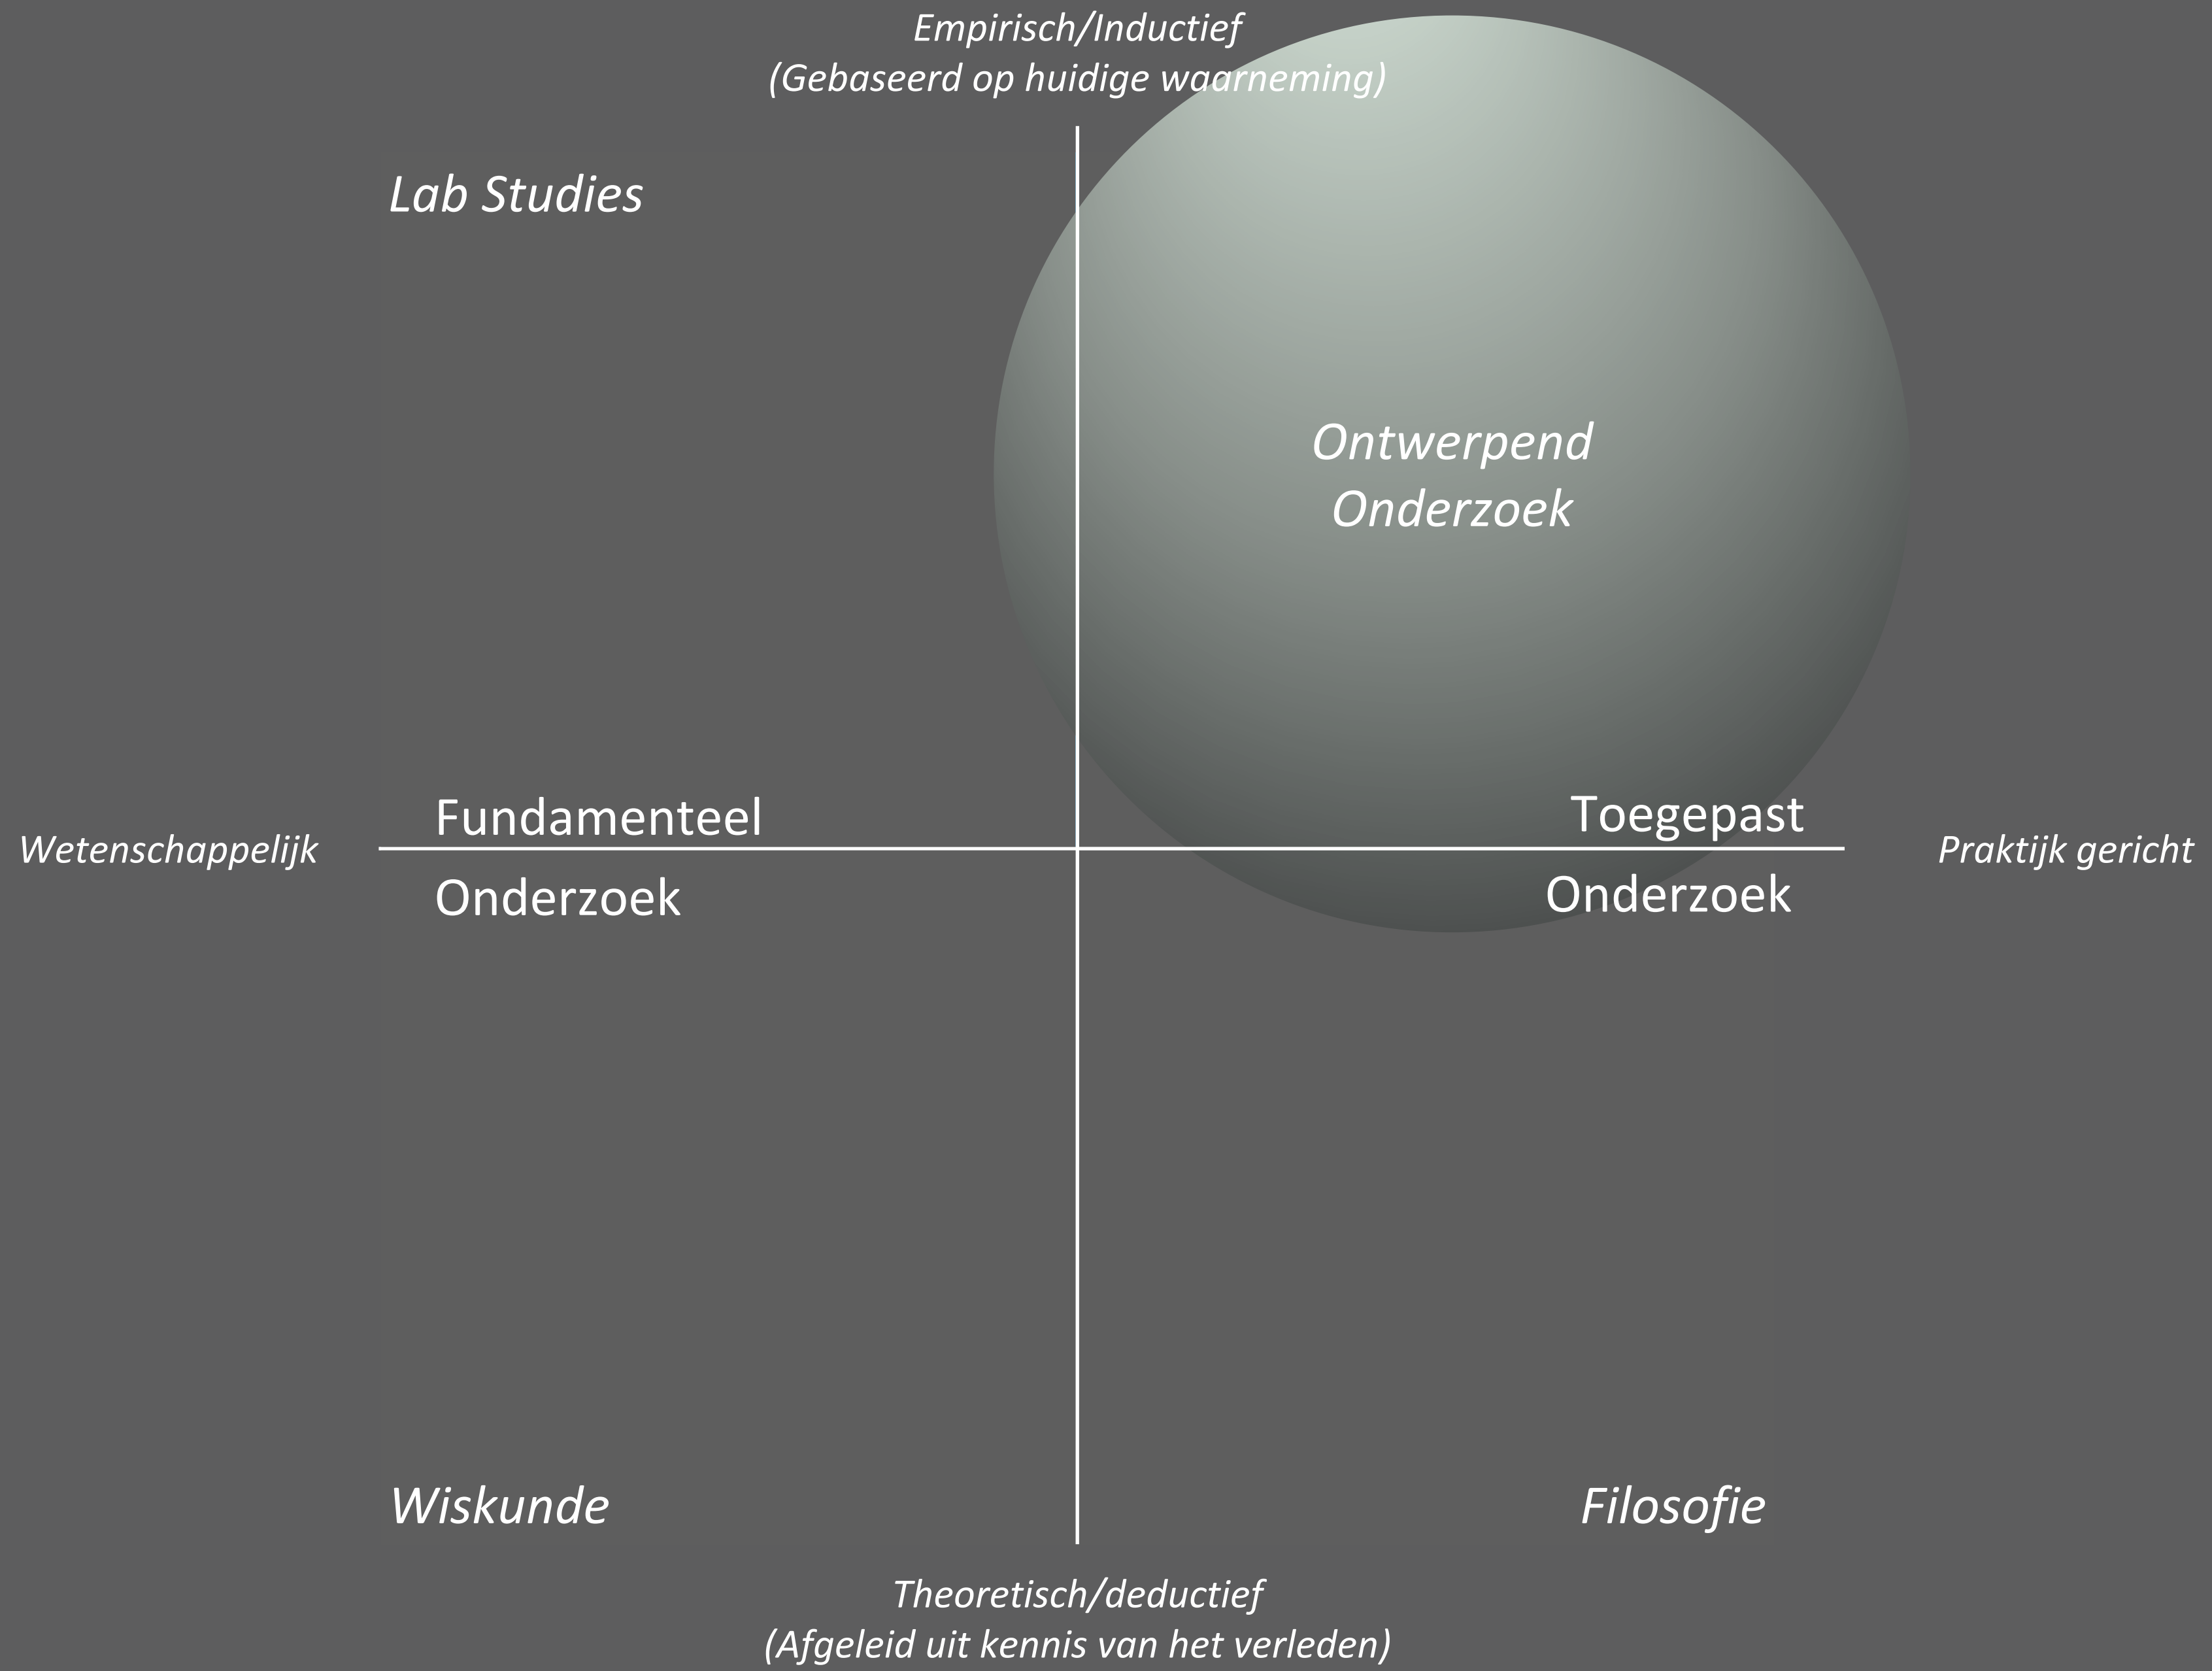 Empirisch/Inductief
(Gebaseerd op huidige waarneming)
Lab Studies
Ontwerpend
Onderzoek
Fundamenteel
Toegepast
Wetenschappelijk
Praktijk gericht
Onderzoek
Onderzoek
Wiskunde
Filosofie
Theoretisch/deductief
(Afgeleid uit kennis van het verleden)